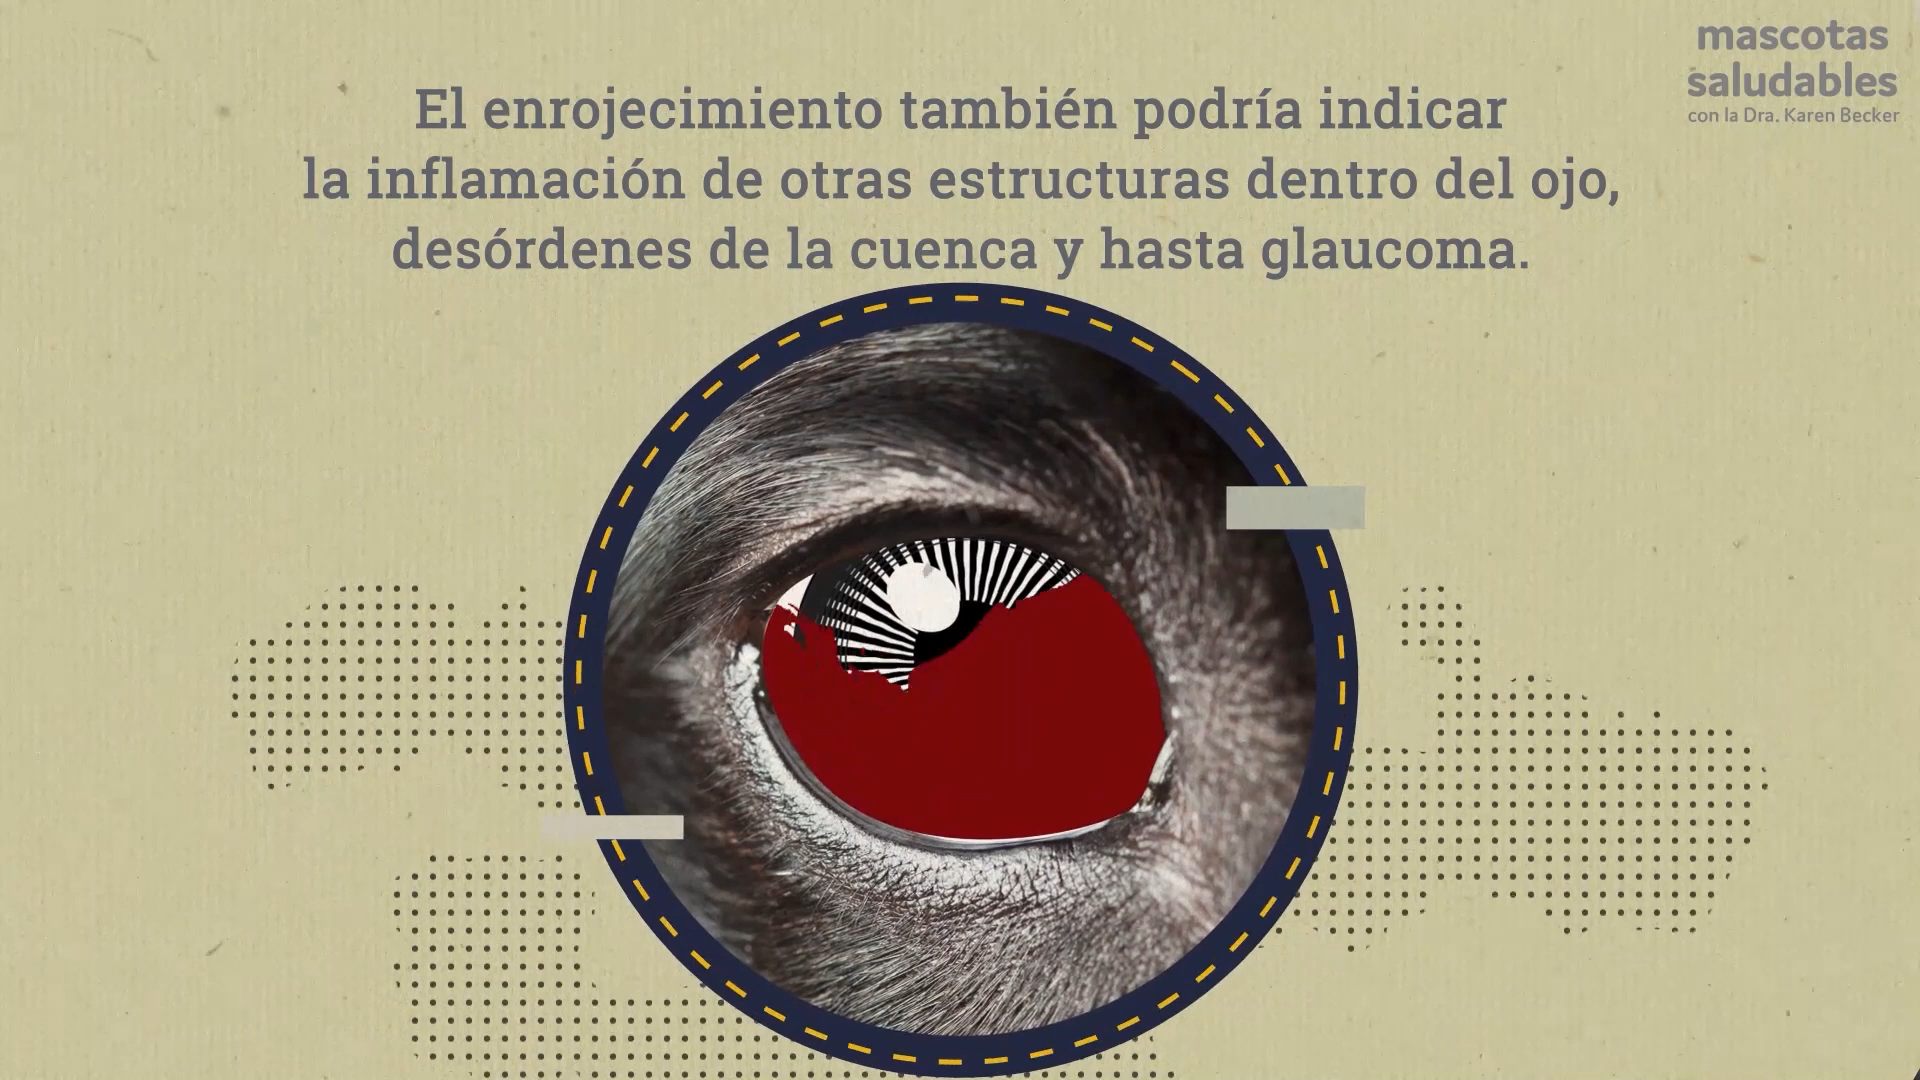 mascotas
saludables
con la Dra. Karen Becker
El enrojecimiento también podría indicar
la inflamación de otras estructuras dentro del ojo,
desórdenes de la cuenca y hasta glaucoma.